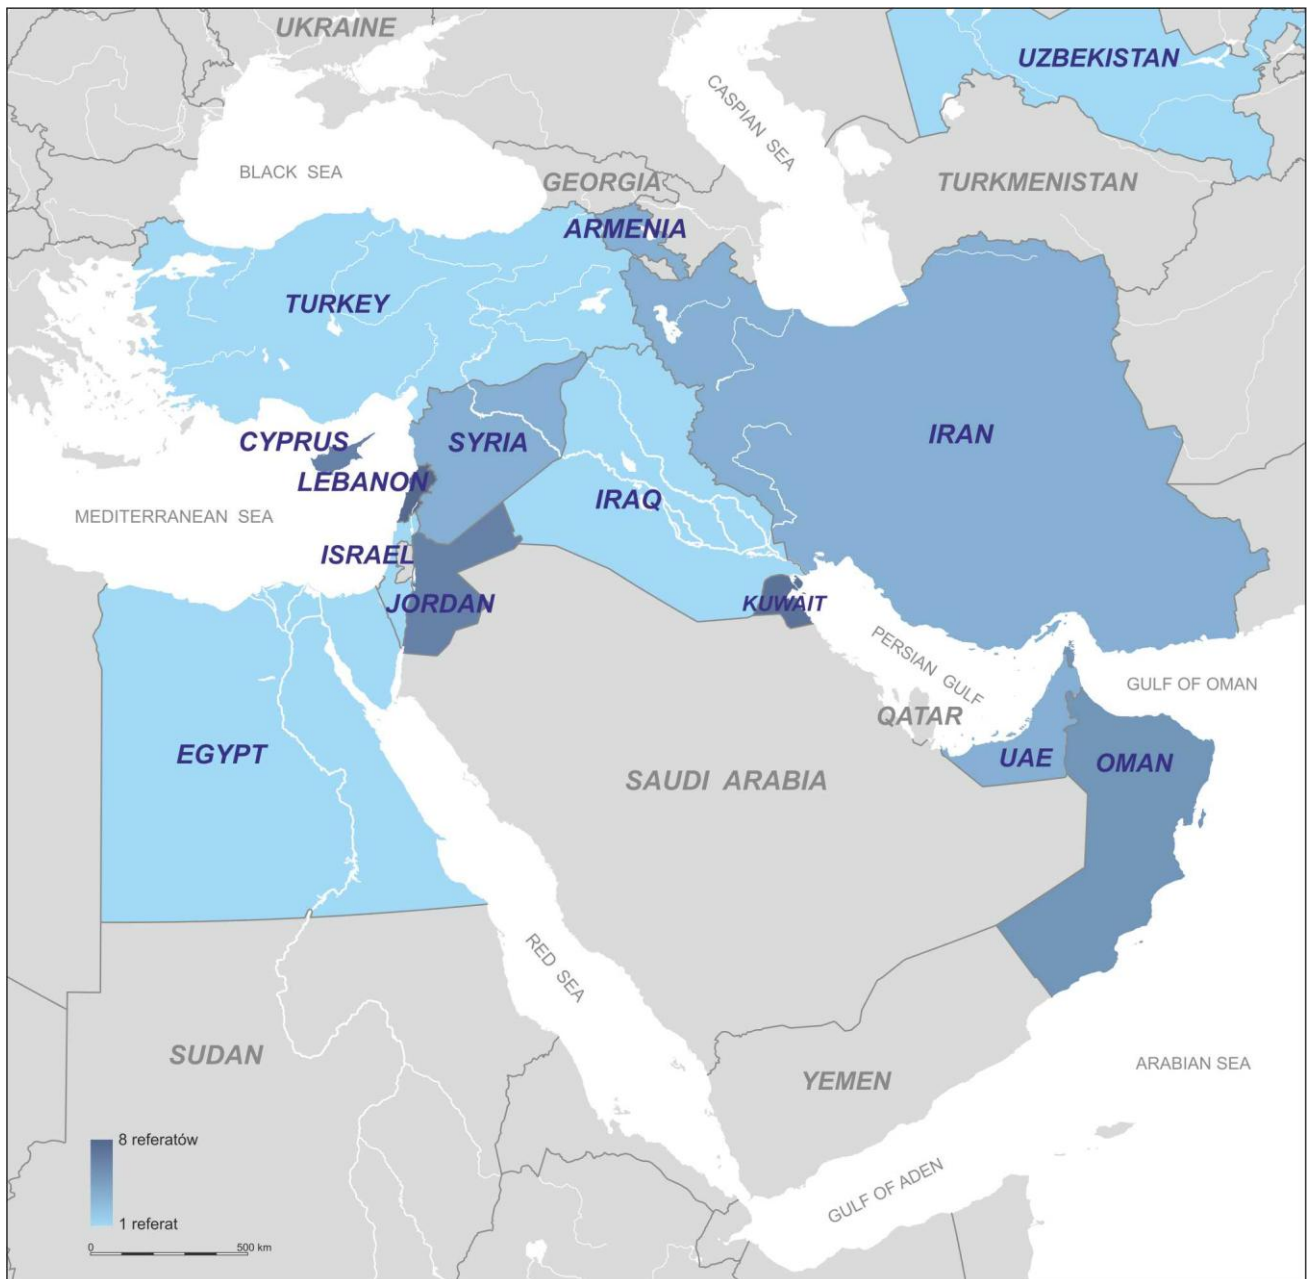 UKRAINE
UZBEKISTAN
CASPIAN SEA
BLACK SEA
GEORGIA
TURKMENISTAN
ARMENIA
TURKEY
IRAN
CYPRUS
SYRIA
LEBANON
IRAQ
MEDITERRANEAN SEA
ISRAEL
JORDAN
KUWAIT
PERSIAN GULF
GULF OF OMAN
QATAR
EGYPT
UAE
OMAN
SAUDI ARABIA
RED SEA
SUDAN
ARABIAN SEA
YEMEN
8 referatów
GULF OF ADEN
1 referat
0 500 km